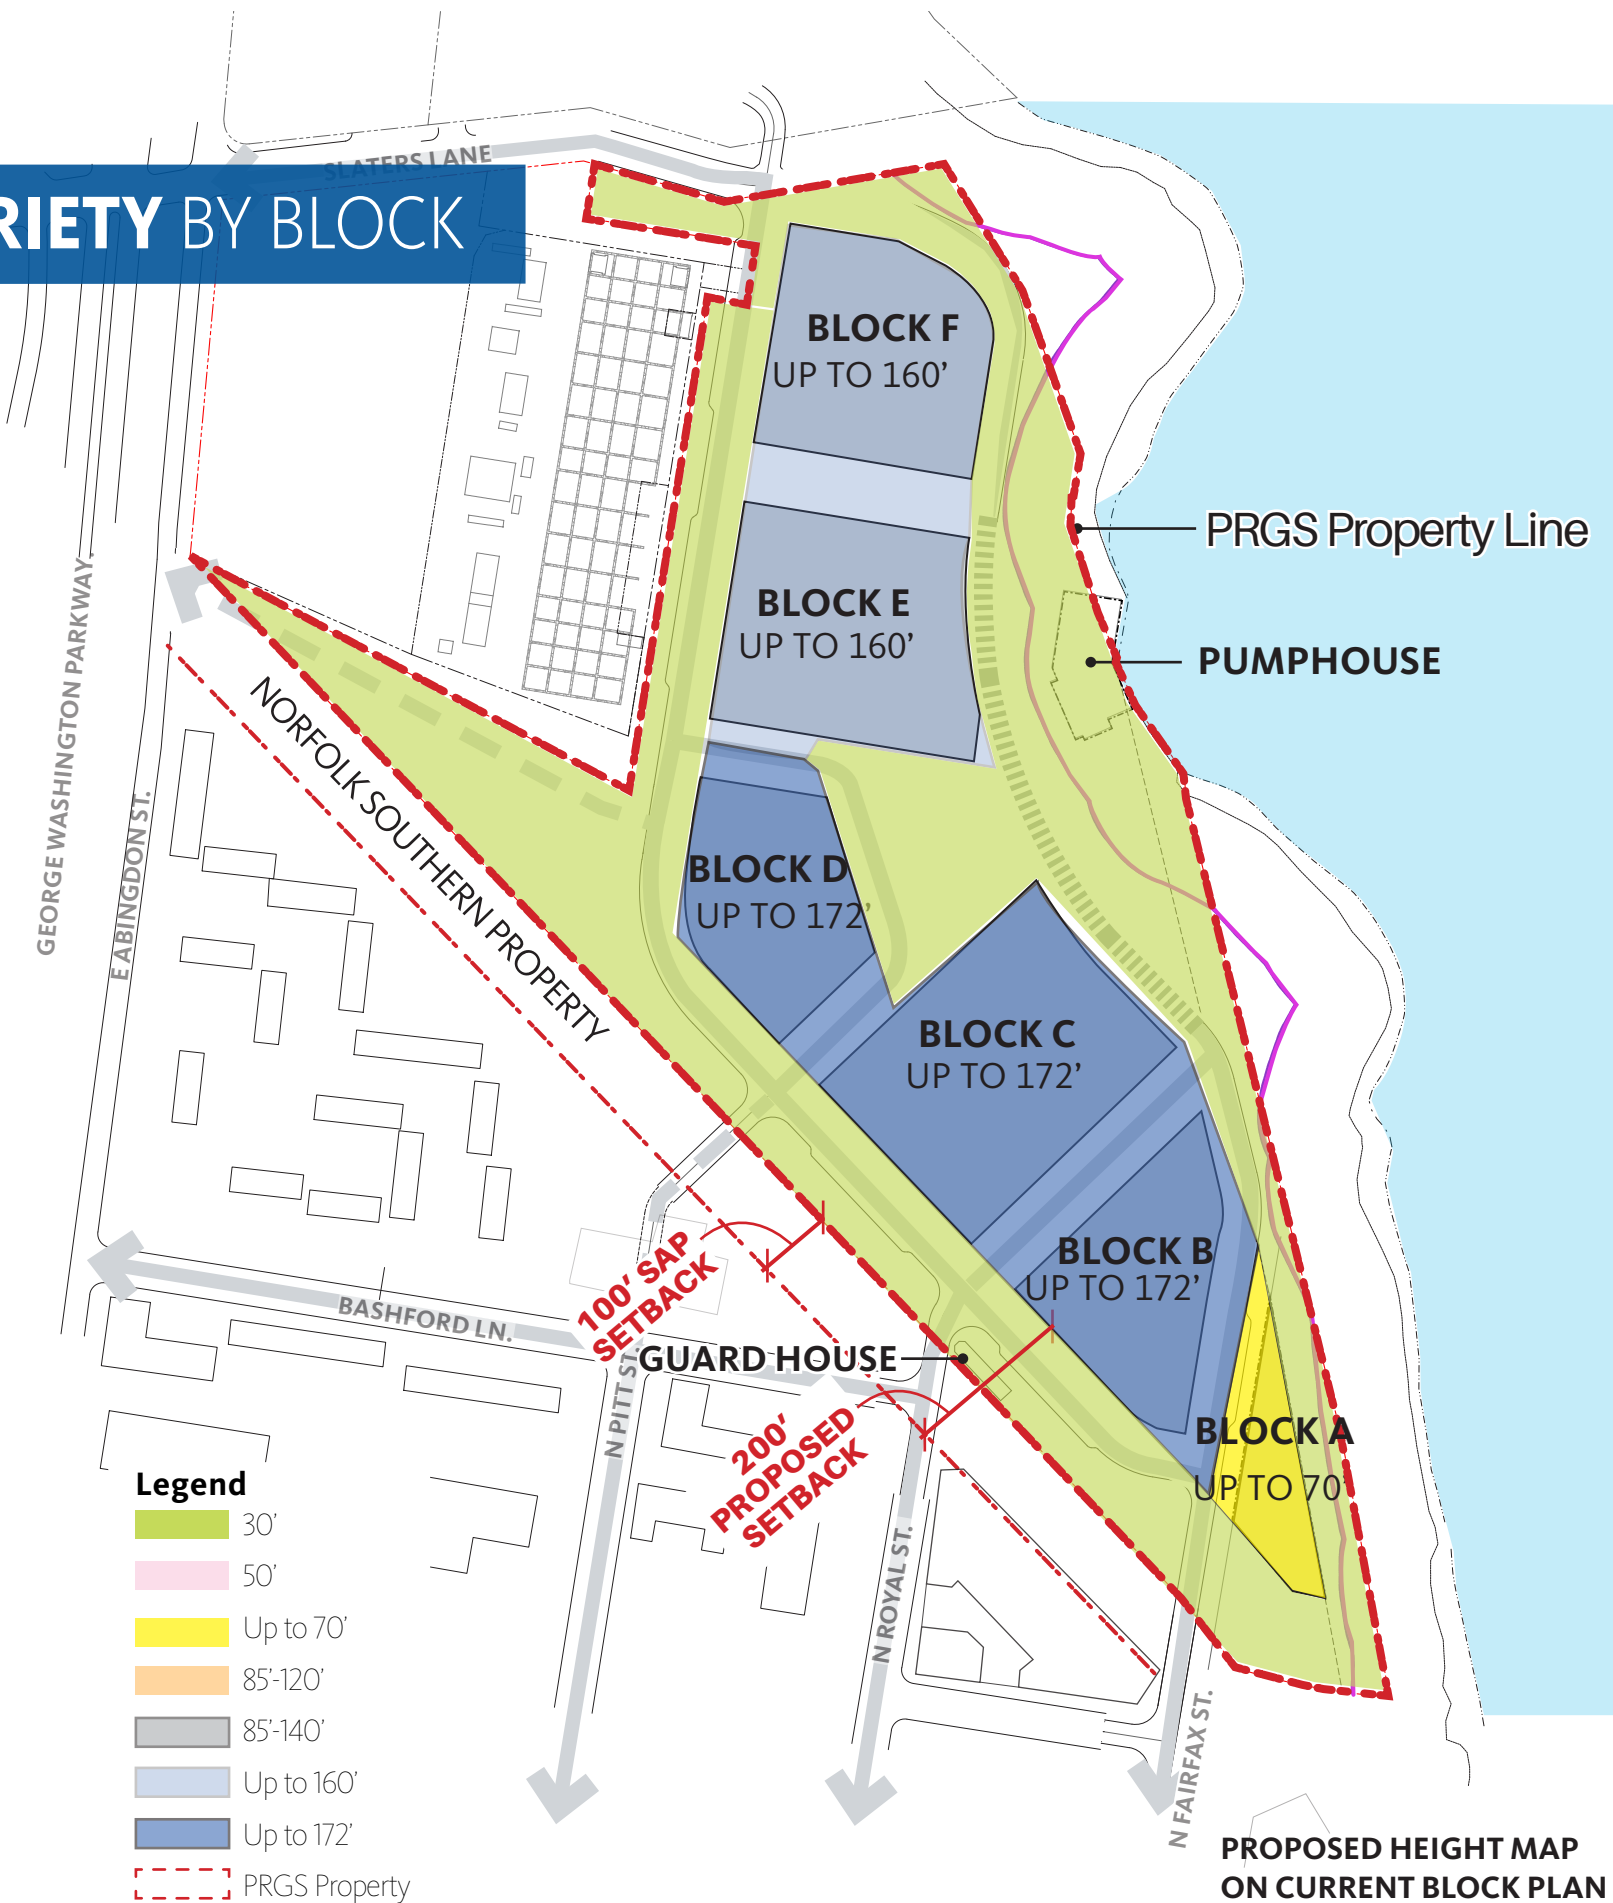 SLATERS LANE
RIETY BY BLOCK
BLOCK F
UP TO 160’
PRGS Property Line
BLOCK E
UP TO 160’
PUMPHOUSE
GEORGE WASHINGTON PARKWAY.
E ABINGDON ST.
NORFOLK SOUTHERN PROPERTY
BLOCK D
UP TO 172’
BLOCK C
UP TO 172’
BLOCK B
UP TO 172’
100’ SAP
SETBACK
BASHFORD LN.
GUARD HOUSE
N PITT ST.
200’
PROPOSED
SETBACK
BLOCK A
UP TO 70’
N ROYAL ST.
N FAIRFAX ST.
Legend
30’
50’
Up to 70’
85’-120’
85’-140’
Up to 160’
Up to 172’
PRGS Property
PROPOSED HEIGHT MAP
ON CURRENT BLOCK PLAN